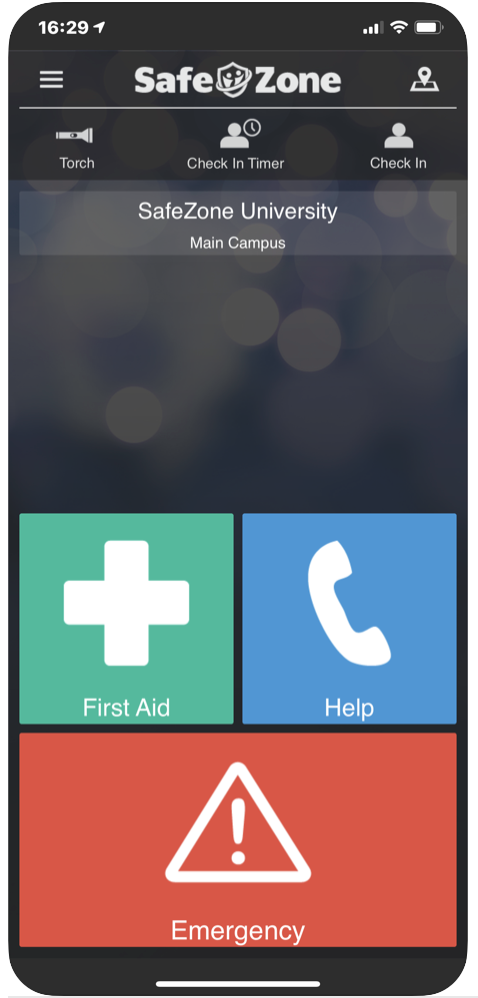 16:29
SafeZone
Torch
Check In Timer
Check In
SafeZone University
Main Campus
First Aid
Help
Emergency